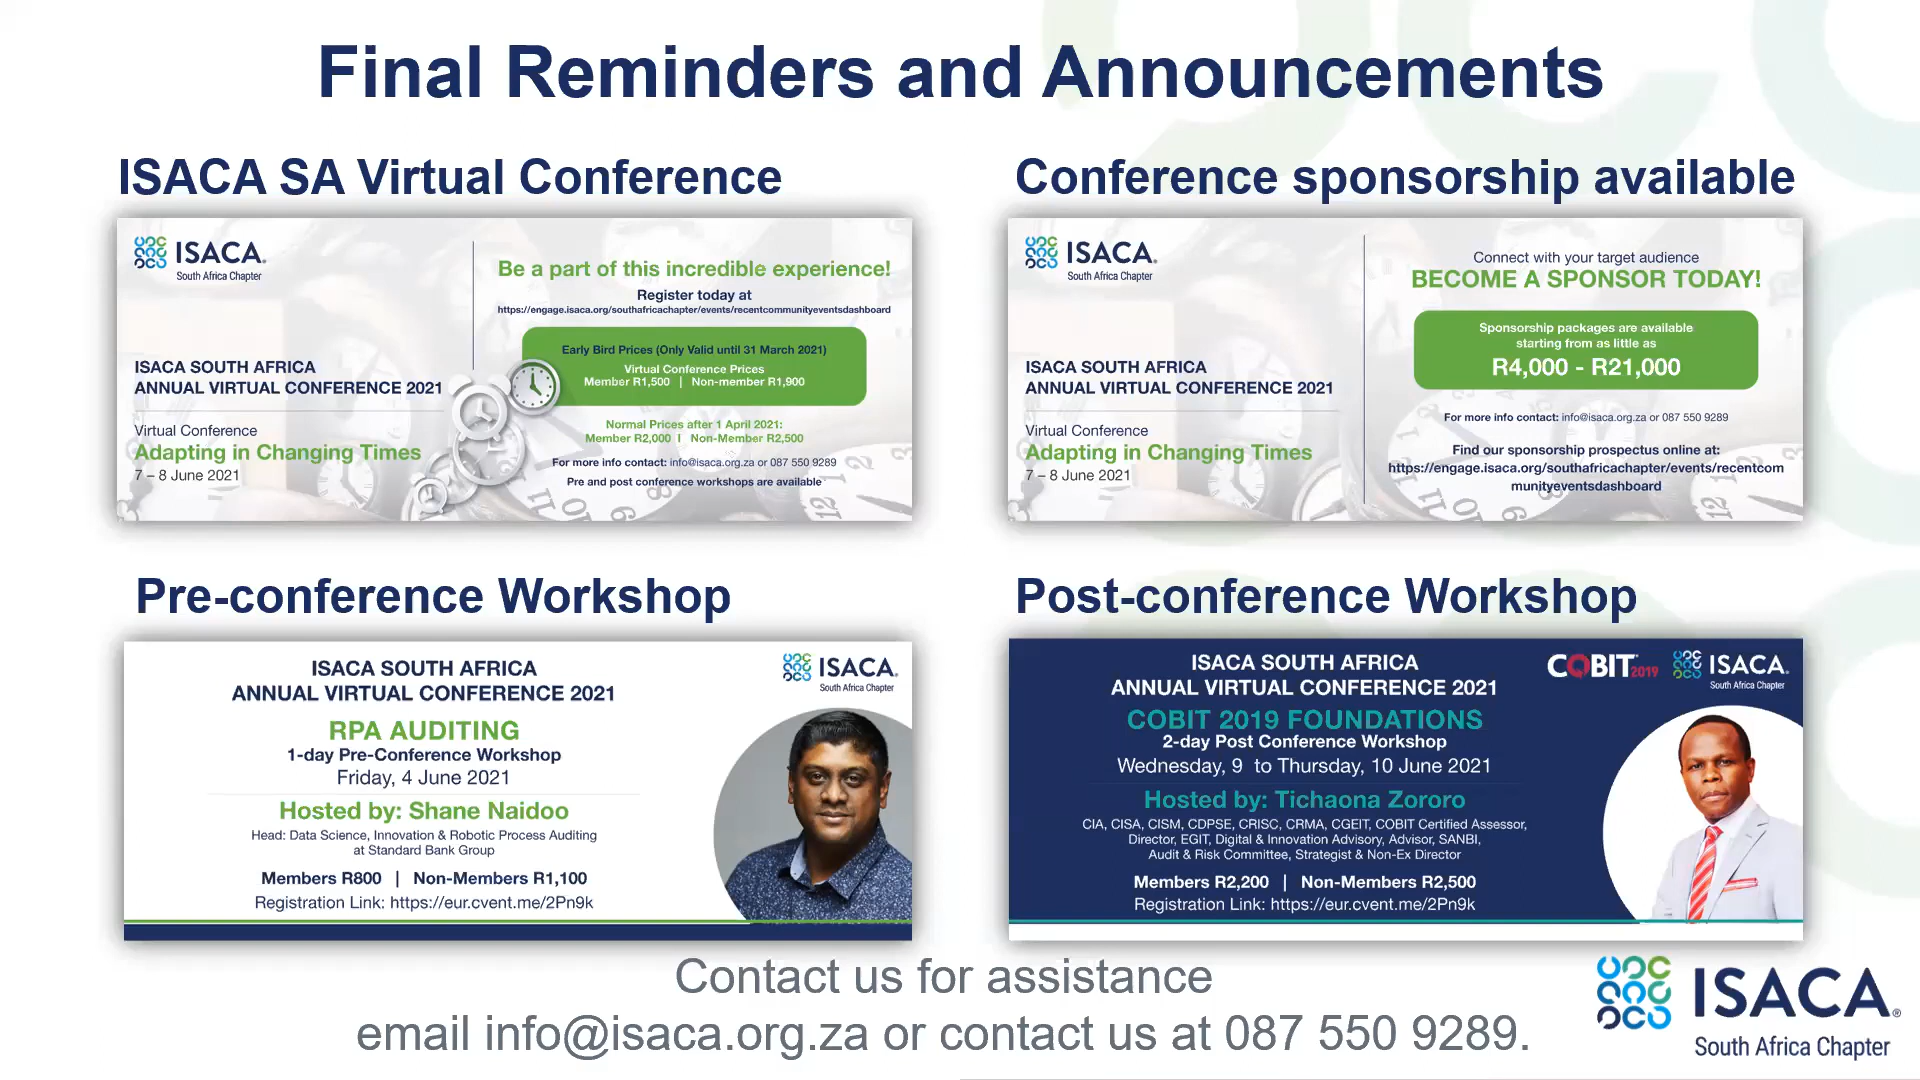 Final Reminders and Announcements
ISACA SA Virtual Conference
ISACA®
South Africa Chapter
ISACA SOUTH AFRICA
ANNUAL VIRTUAL CONFERENCE 2021
Virtual Conference
Adapting in Changing Times
7 – 8 June 2021
Be a part of this incredible experience!
Register today at
https://engage.isaca.org/southafricachapter/events/recentcommunityeventsdashboard
Early Bird Prices (Only Valid until 31 March 2021)
Virtual Conference Prices
Member R1,500 | Non-member R1,900
Normal Prices after 1 April 2021:
Member R2,000 I Non-Member R2,500
For more info contact: info@isaca.org.za or 087 550 9289
Pre and post conference workshops are available
Conference sponsorship available
ISACA®
South Africa Chapter
ISACA SOUTH AFRICA
ANNUAL VIRTUAL CONFERENCE 2021
Virtual Conference
Adapting in Changing Times
7 – 8 June 2021
Connect with your target audience
BECOME A SPONSOR TODAY!
Sponsorship packages are available
starting from as little as
R4,000 - R21,000
For more info contact: info@isaca.org.za or 087 550 9289
Find our sponsorship prospectus online at:
https://engage.isaca.org/southafricachapter/events/recentcom
munityeventsdashboard
Pre-conference Workshop
ISACA SOUTH AFRICA
ANNUAL VIRTUAL CONFERENCE 2021
ISACA®
South Africa Chapter
RPA AUDITING
1-day Pre-Conference Workshop
Friday, 4 June 2021
Hosted by: Shane Naidoo
Head: Data Science, Innovation & Robotic Process Auditing
at Standard Bank Group
Members R800 | Non-Members R1,100
Registration Link: https://eur.cvent.me/2Pn9k
Post-conference Workshop
ISACA SOUTH AFRICA
ANNUAL VIRTUAL CONFERENCE 2021
COBIT 2019
ISACA®
South Africa Chapter
COBIT 2019 FOUNDATIONS
2-day Post Conference Workshop
Wednesday, 9 to Thursday, 10 June 2021
Hosted by: Tichaona Zororo
CIA, CISA, CISM, CDPSE, CRISC, CRMA, CGEIT, COBIT Certified Assessor,
Director, EGIT, Digital & Innovation Advisory, Advisor, SANBI,
Audit & Risk Committee, Strategist & Non-Ex Director
Members R2,200 | Non-Members R2,500
Registration Link: https://eur.cvent.me/2Pn9k
Contact us for assistance
email info@isaca.org.za or contact us at 087 550 9289.
ISACA®
South Africa Chapter